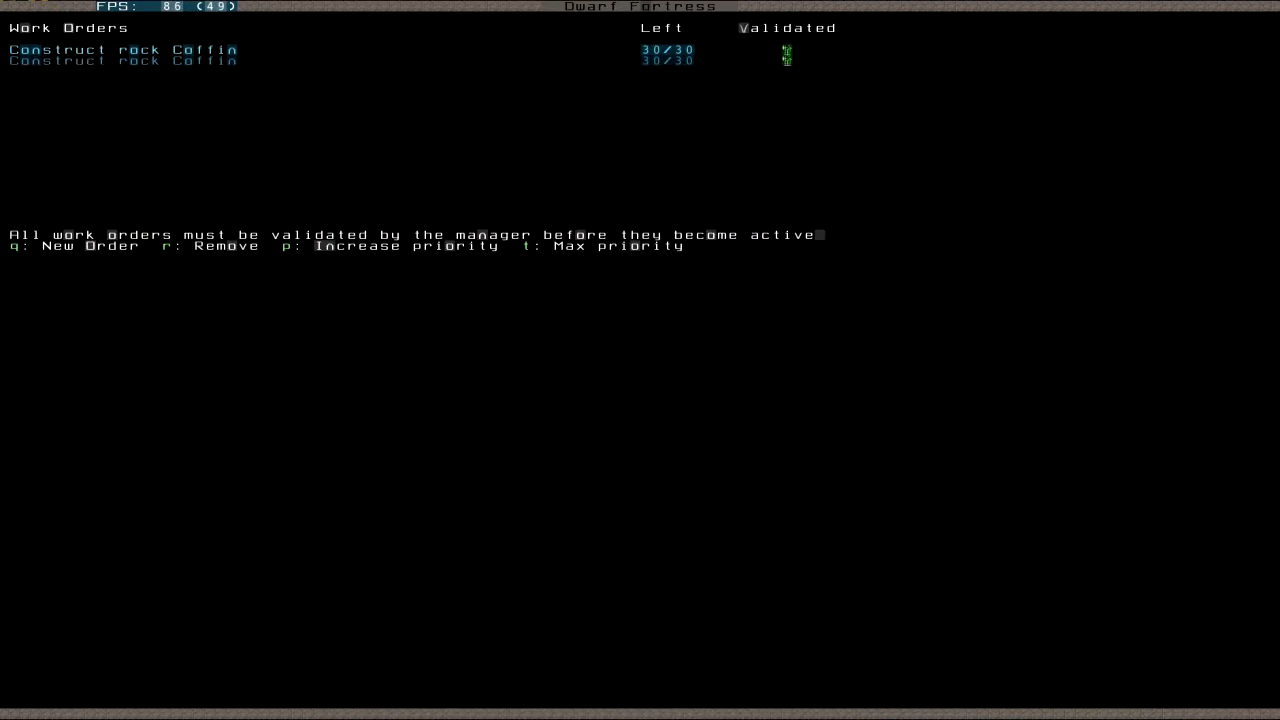 FPS: 86 (49) Dwarf Fortress
Work Orders Left Validated
Construct rock Coffin 30/30
Construct rock Coffin 30/30
All work orders must be validated by the manager before they become active
q: New Order r: Remove p: Increase priority t: Max priority